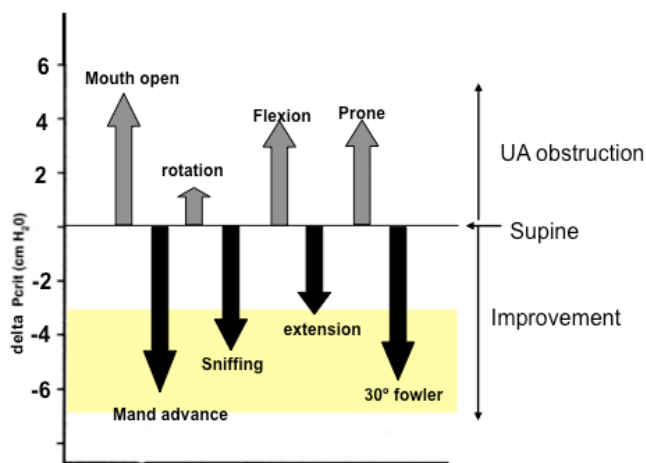 6
Mouth open
4
Flexion
Prone
UA obstruction
rotation
2
Supine
delta Pcrit (cm H20)
-2
Improvement
extension
-4
Sniffing
-6
30º fowler
Mand advance